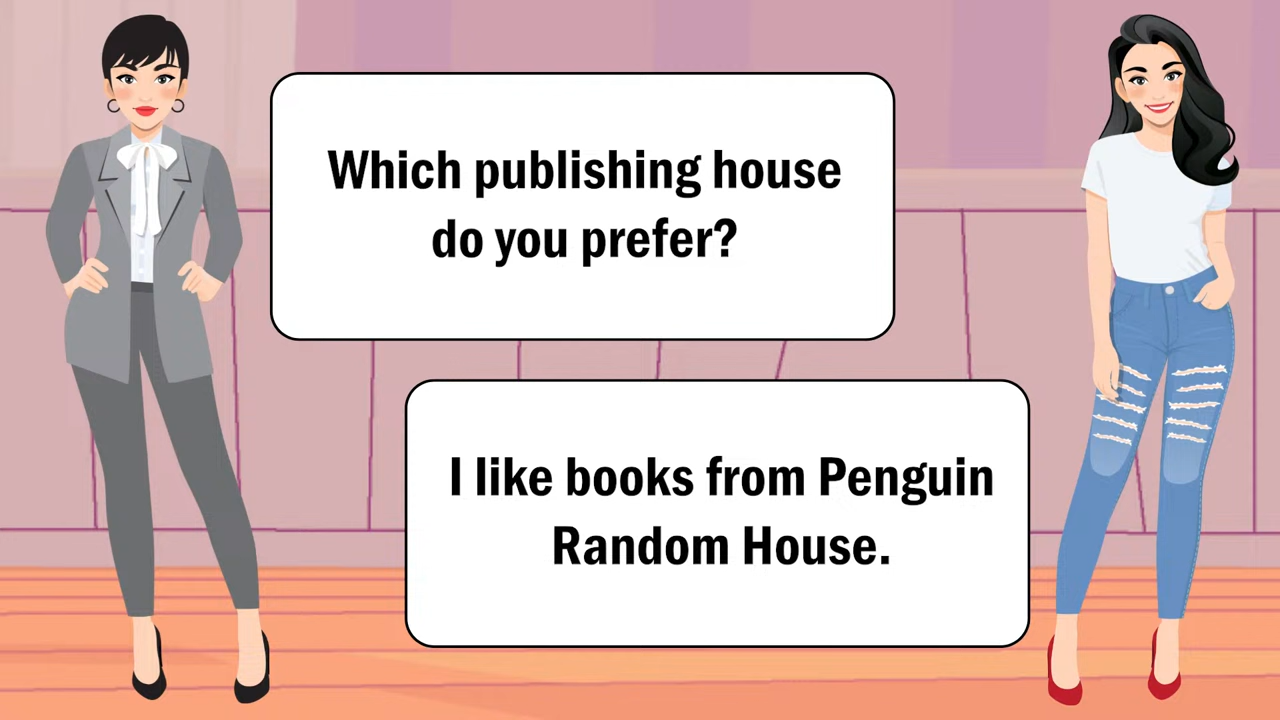 Which publishing house
do you prefer?
I like books from Penguin
Random House.